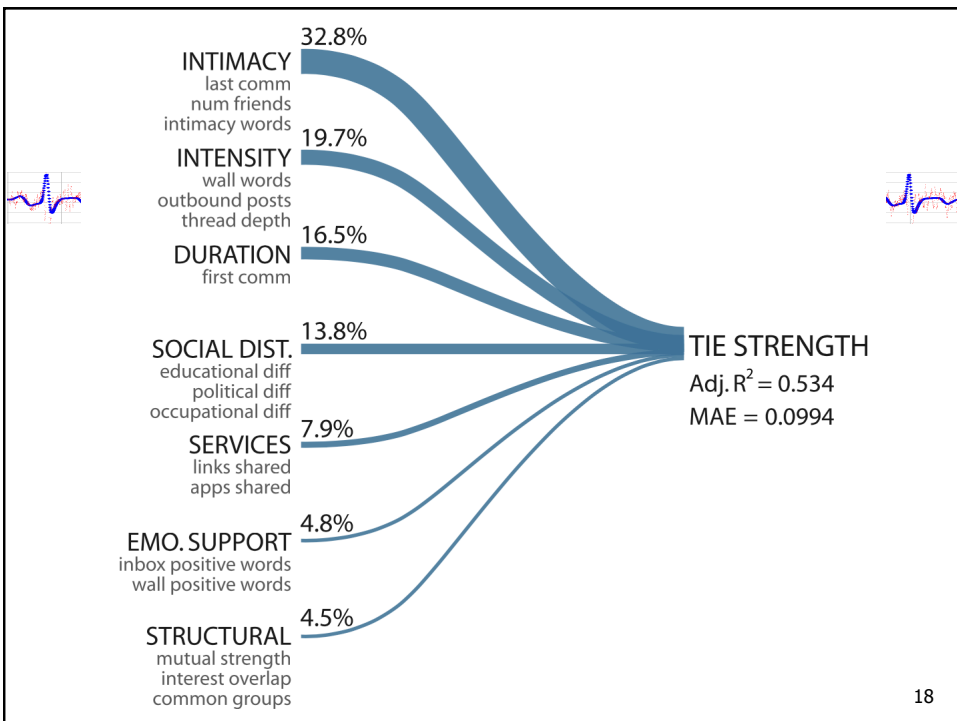 32.8%
INTIMACY
last comm
num friends
intimacy words
19.7%
INTENSITY
wall words
outbound posts
thread depth
16.5%
DURATION
first comm
13.8%
SOCIAL DIST.
educational diff
political diff
occupational diff
7.9%
SERVICES
links shared
apps shared
4.8%
EMO. SUPPORT
inbox positive words
wall positive words
4.5%
STRUCTURAL
mutual strength
interest overlap
common groups
TIE STRENGTH
Adj. R² = 0.534
MAE = 0.0994
18